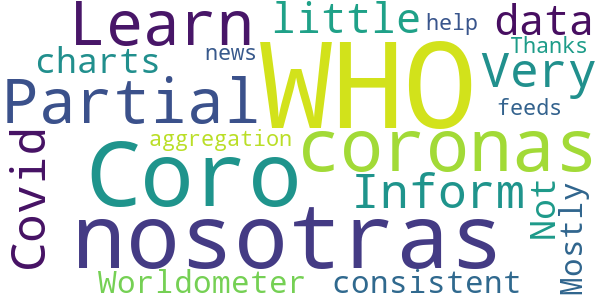 Learn
little
help
data
charts
news
WHO
Thanks
Very
Partial
feeds
Covid
aggregation
coronas
Coro
Inform
Not
Mostly
nosotras
Worldometer
consistent